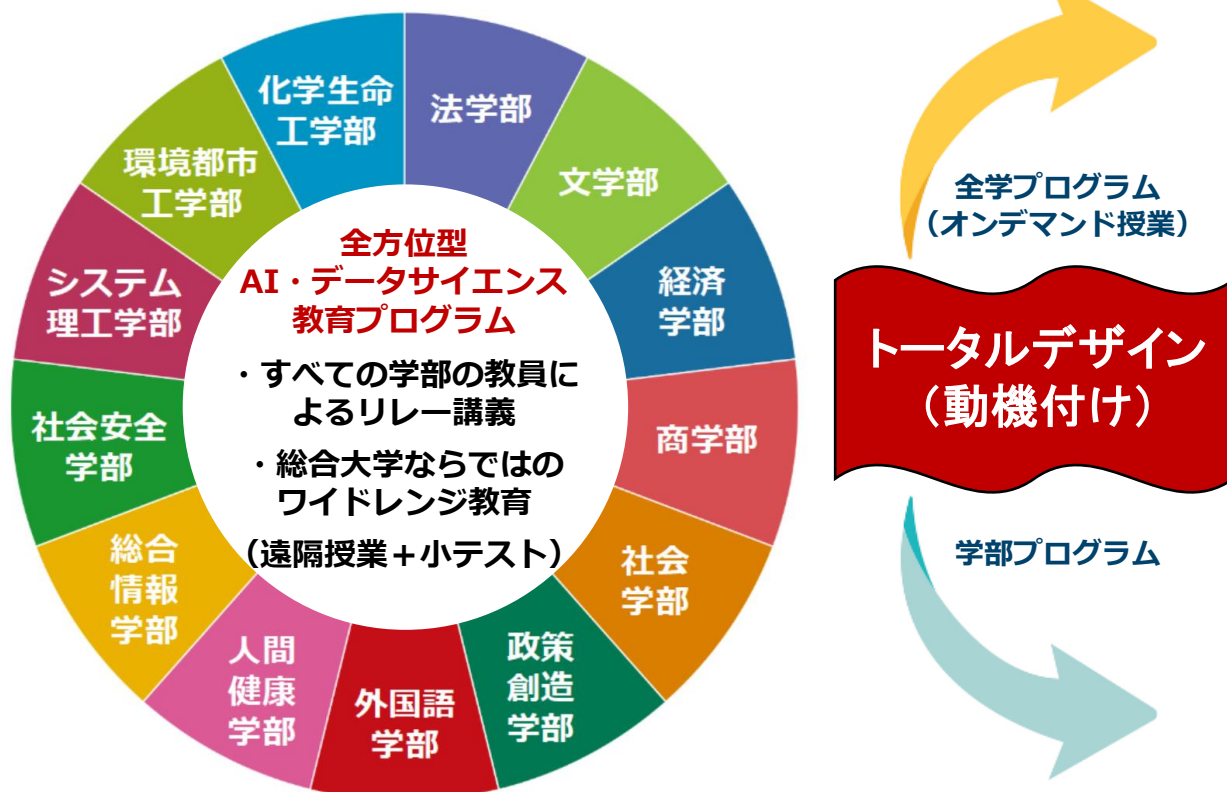 化学生命
工学部
法学部
文学部
経済
学部
商学部
社会
学部
政策
創造
学部
外国語
学部
人間
健康
学部
総合
情報
学部
社会安全
学部
システム
理工学部
環境都市
工学部
全方位型
AI・データサイエンス
教育プログラム
・すべての学部の教員に
よるリレー講義
・総合大学ならではの
ワイドレンジ教育
（遠隔授業＋小テスト）
全学プログラム
（オンデマンド授業）
トータルデザイン
（動機付け）
学部プログラム